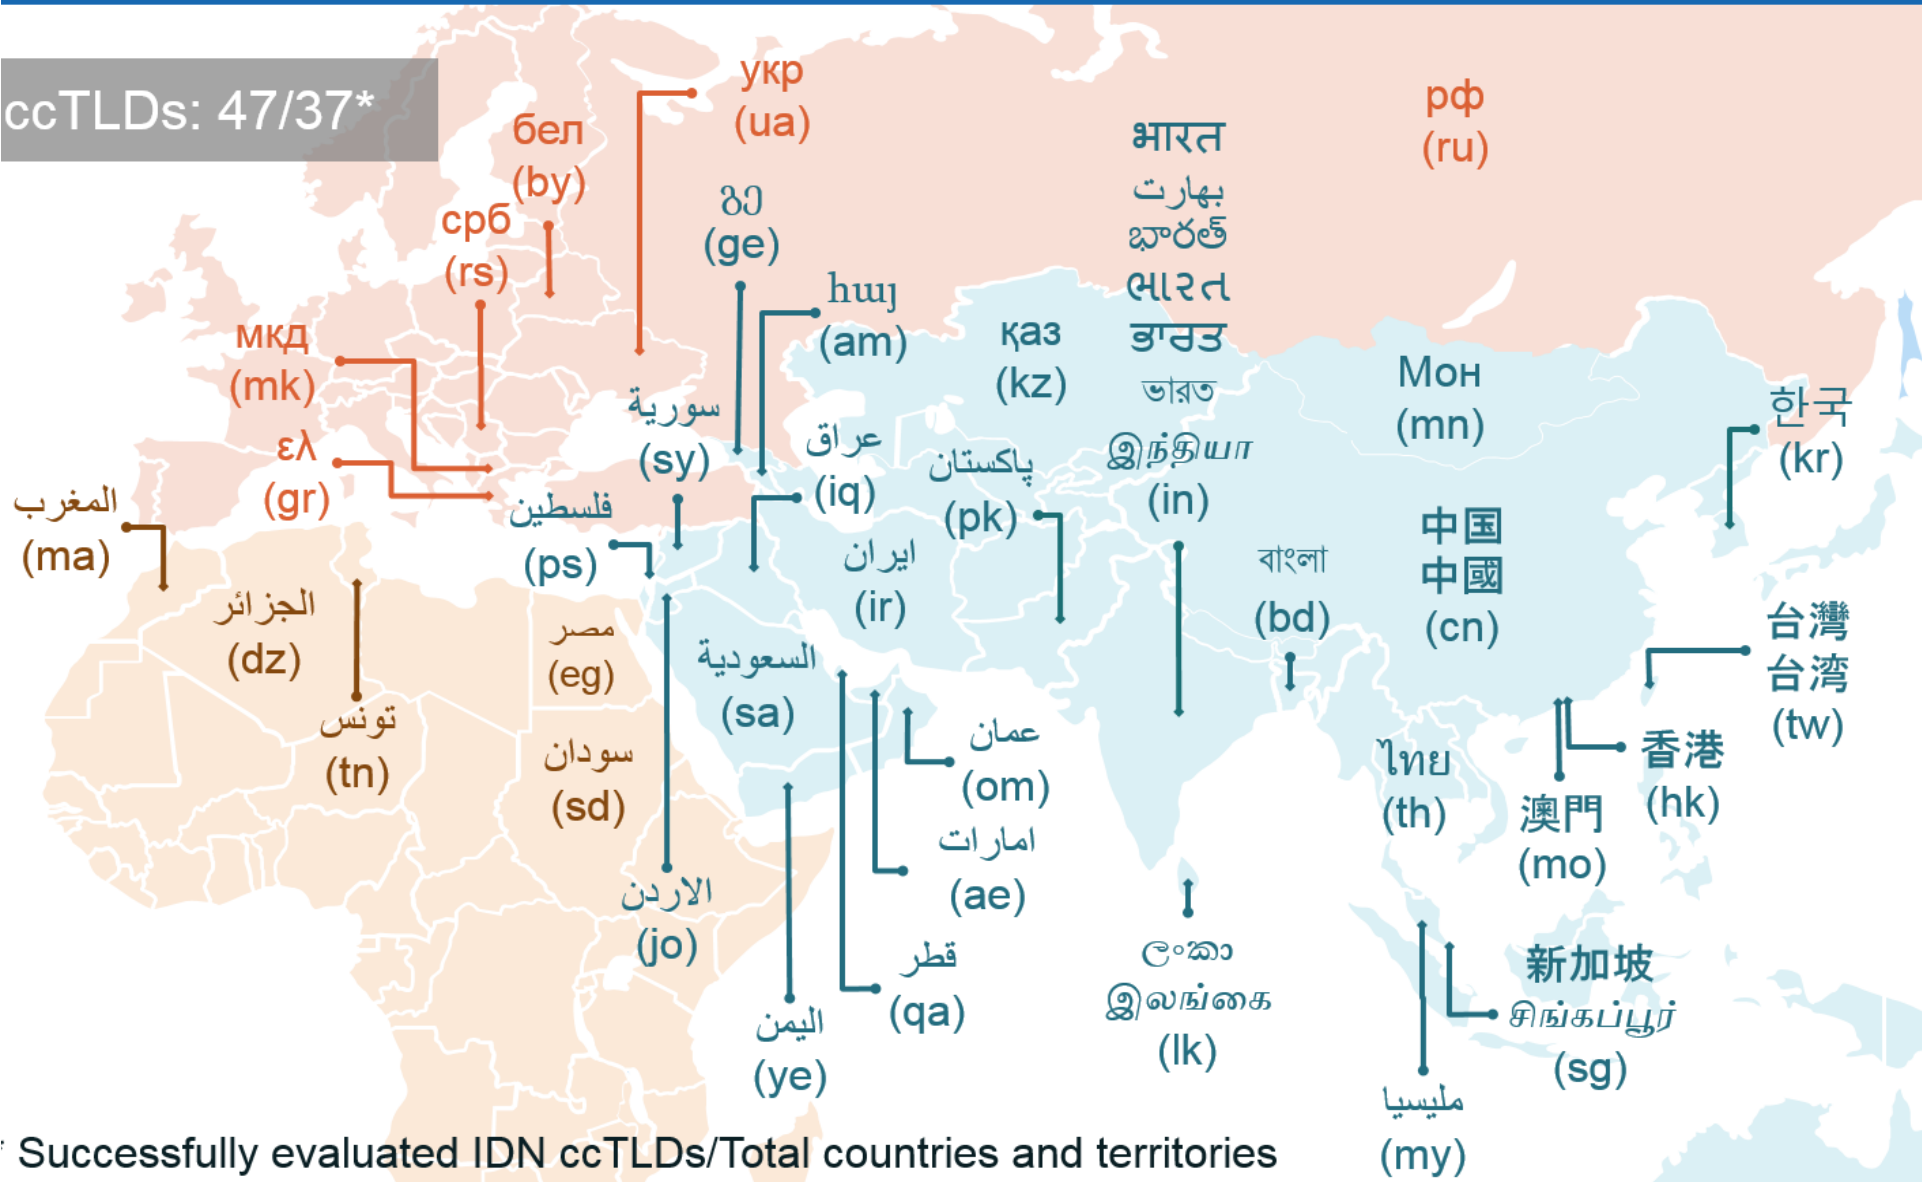 ccTLDs: 47/37*
укр
(ua)
бел
(by)
срб
(rs)
мкд
(mk)
ελ
(gr)
рф
(ru)
გე
(ge)
հայ
(am)
қаз
(kz)
भारत
بھارت
భారత్
ભારત
ਭਾਰਤ
ভারত
இந்தியா
(in)
Мон
(mn)
한국
(kr)
سورية
(sy)
عراق
(iq)
پاکستان
(pk)
فلسطين
(ps)
ایران
(ir)
المغرب
(ma)
الجزائر
(dz)
تونس
(tn)
مصر
(eg)
سودان
(sd)
السعودية
(sa)
বাংলা
(bd)
中国
中國
(cn)
台灣
台湾
(tw)
香港
(hk)
澳門
(mo)
ไทย
(th)
عمان
(om)
امارات
(ae)
قطر
(qa)
الاردن
(jo)
اليمن
(ye)
ලංකා
இலங்கை
(lk)
新加坡
சிங்கப்பூர்
(sg)
مليسيا
(my)
* Successfully evaluated IDN ccTLDs/Total countries and territories